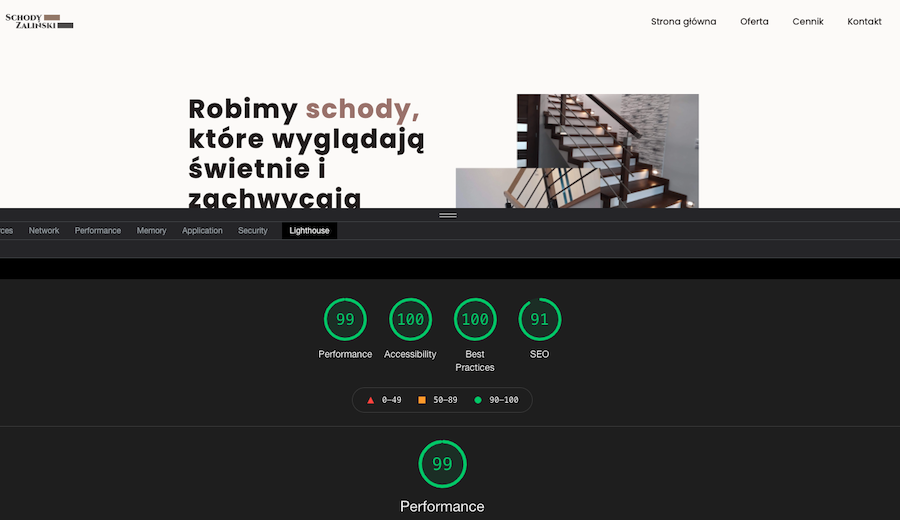 Schody
Zaliński
Strona główna Oferta Cennik Kontakt
Robimy schody,
które wyglądają
świetnie i
zachwycają
Network Performance Memory Application Security Lighthouse
99 100 100 91
Performance Accessibility Best Practices SEO
0–49 50–89 90–100
99
Performance